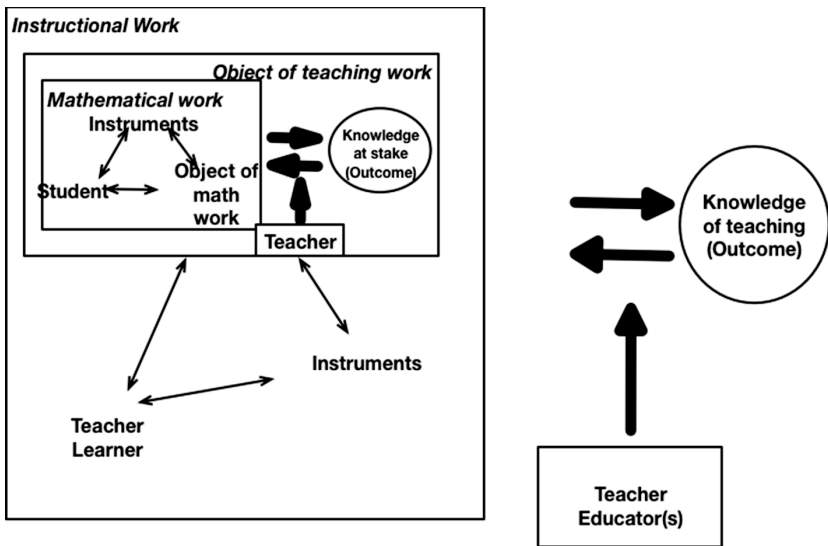 Instructional Work
Object of teaching work
Mathematical work
Instruments
Student
Object of
math
work
Knowledge
at stake
(Outcome)
Teacher
Instruments
Teacher
Learner
Knowledge
of teaching
(Outcome)
Teacher
Educator(s)